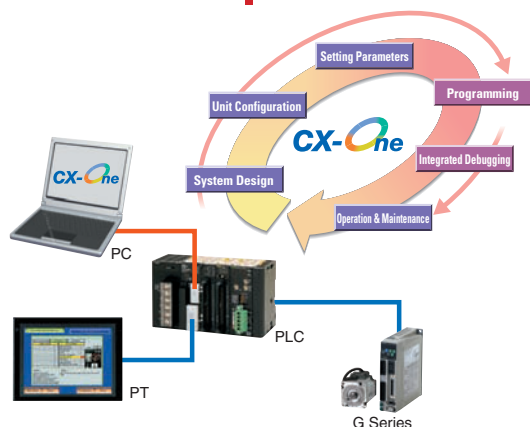 Setting Parameters
Programming
Unit Configuration
CX-One
Integrated Debugging
System Design
Operation & Maintenance
CX-One
PC
PLC
PT
G Series